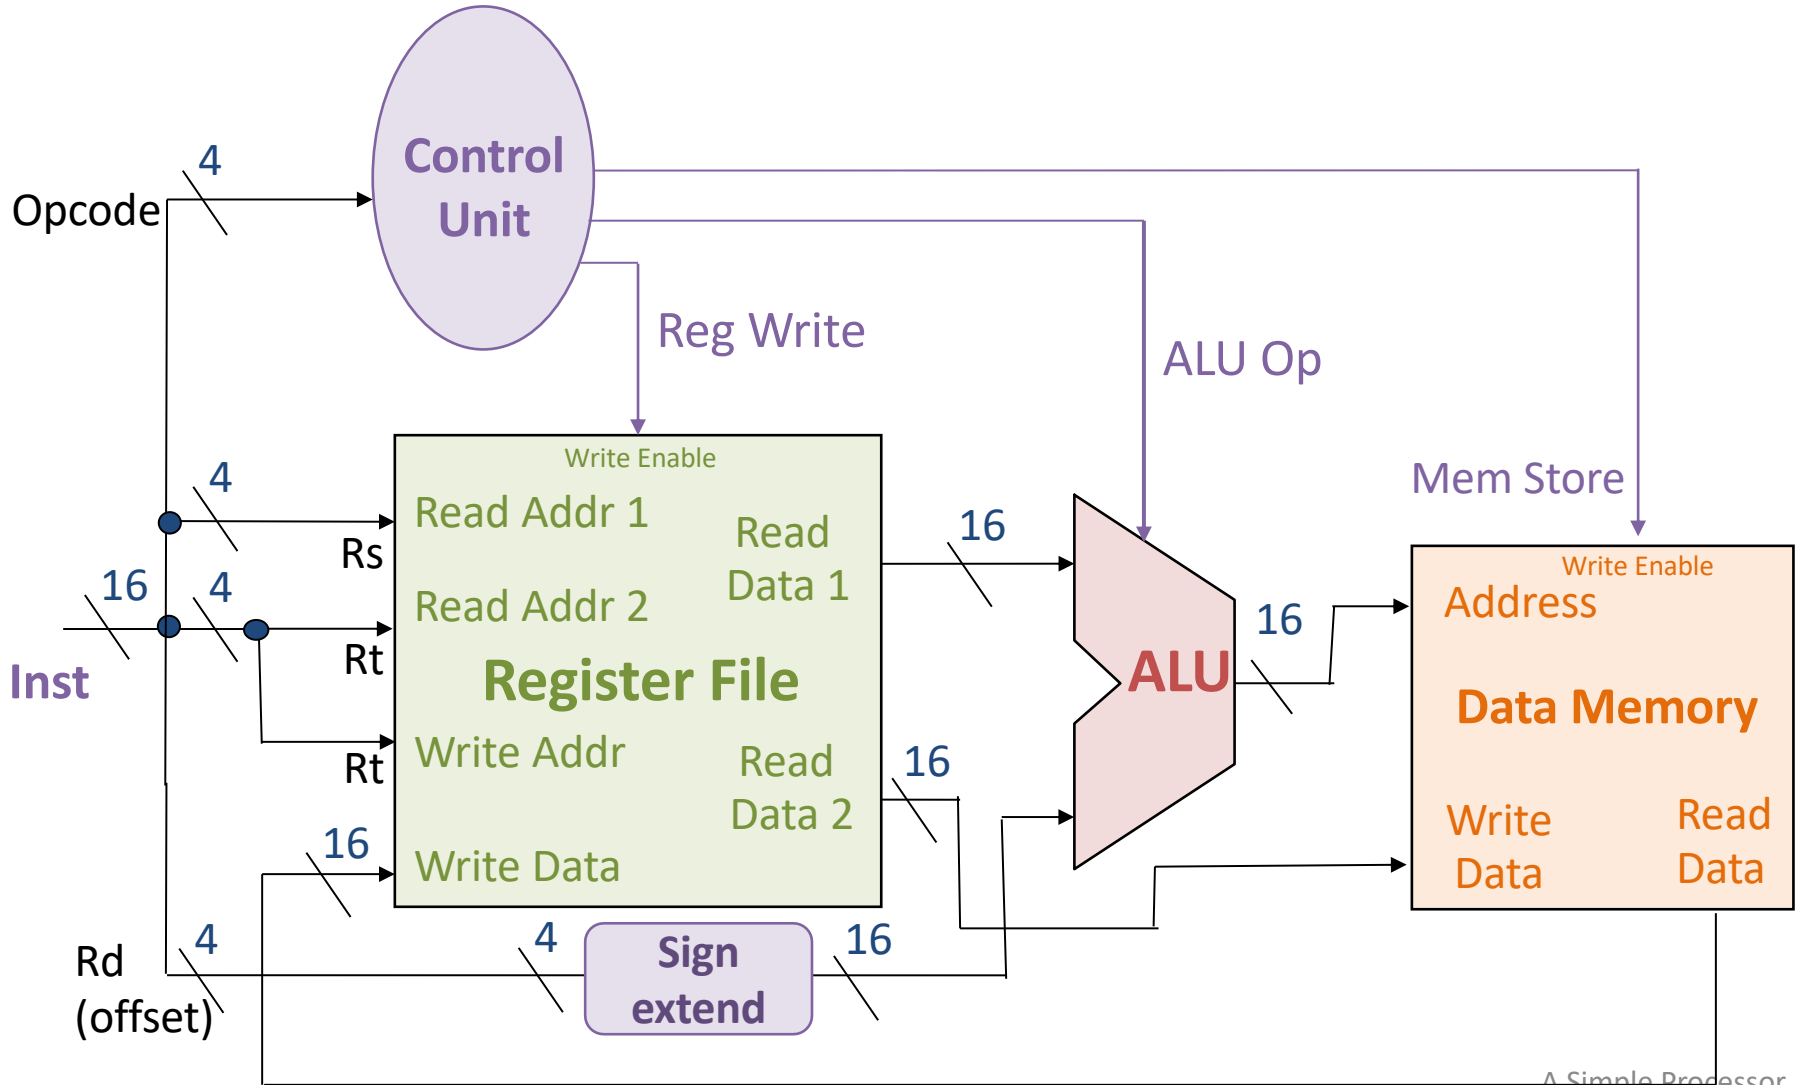 Control
Unit
4
Opcode
Reg Write
ALU Op
Mem Store
Write Enable
4
Read Addr 1
Rs
Read
Data 1
16
16
4
Read Addr 2
Rt
Inst
Register File
Write Addr
Rt
Read
Data 2
16
16
Write Data
ALU
16
Write Enable
Address
Data Memory
Write
Data
Read
Data
Rd
(offset)
4
4
Sign
extend
16
A Simple Processor